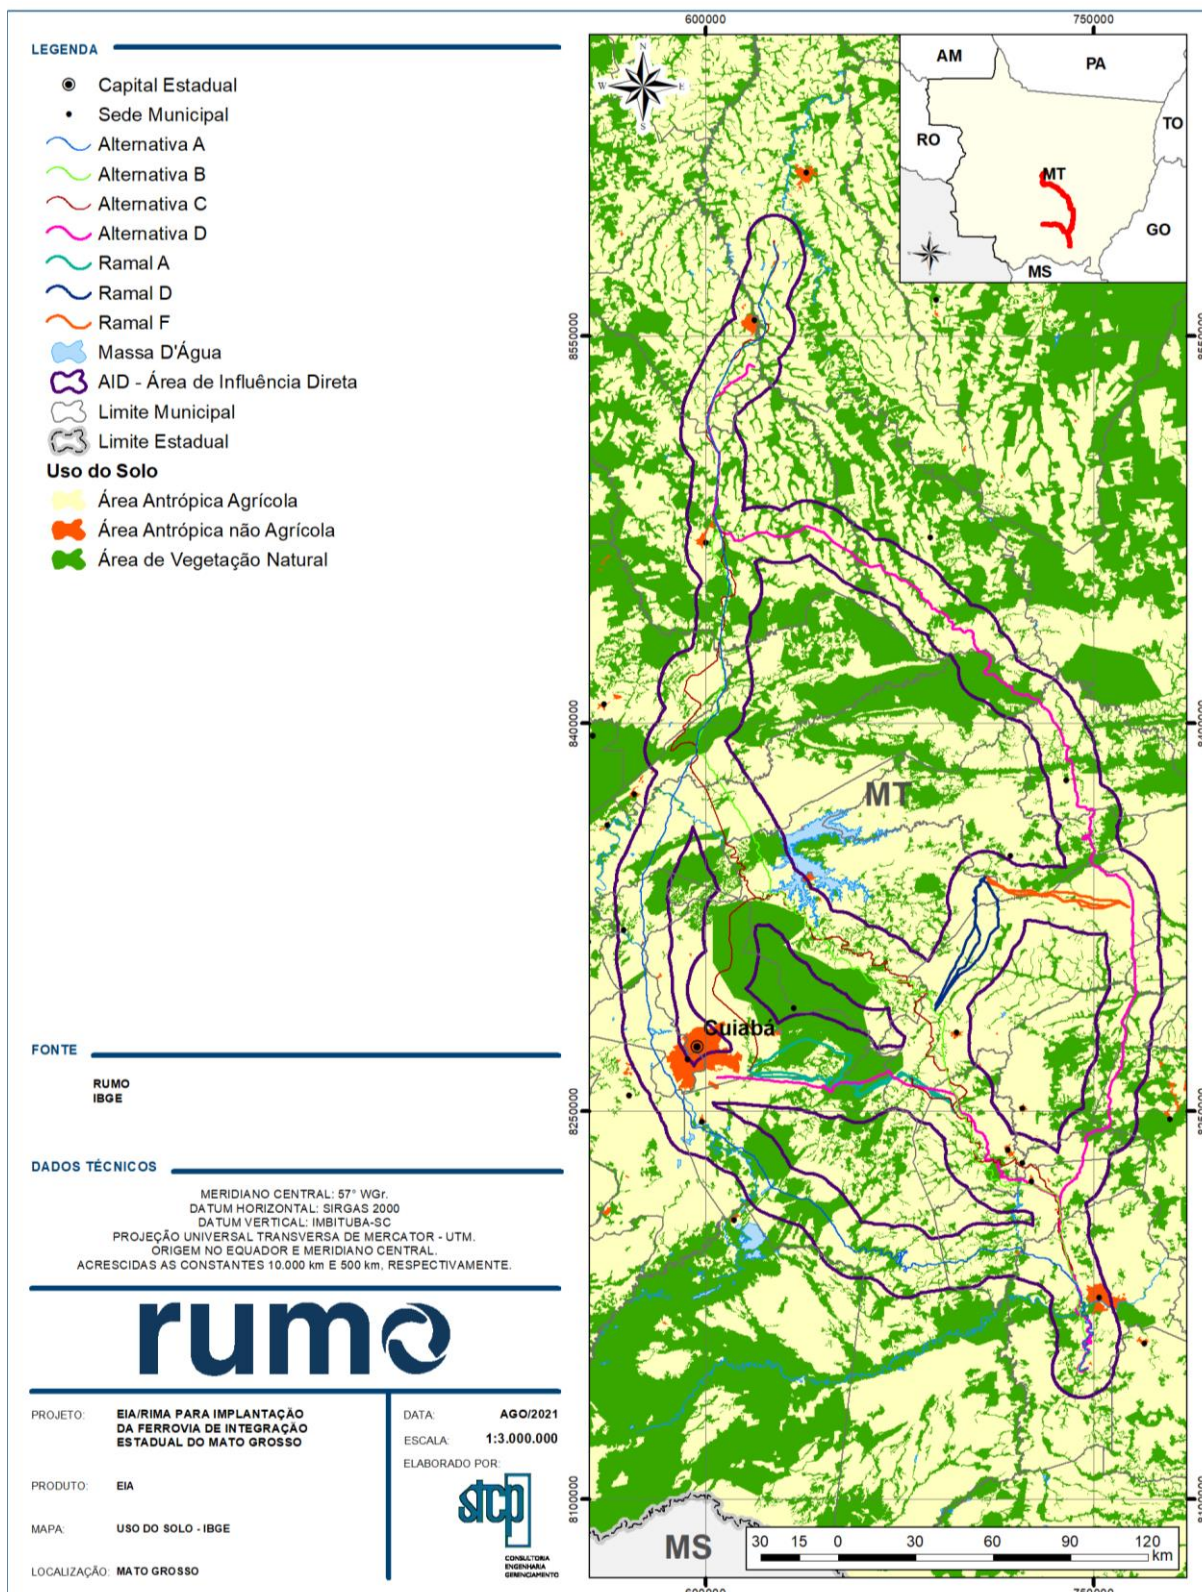 LEGENDA
Capital Estadual
Sede Municipal
Alternativa A
Alternativa B
Alternativa C
Alternativa D
Ramal A
Ramal D
Ramal F
Massa D'Água
AID - Área de Influência Direta
Limite Municipal
Limite Estadual
Uso do Solo
Área Antrópica Agrícola
Área Antrópica não Agrícola
Área de Vegetação Natural
FONTE
RUMO
IBGE
DADOS TÉCNICOS
MERIDIANO CENTRAL: 57° WGr.
DATUM HORIZONTAL: SIRGAS 2000
DATUM VERTICAL: IMBITUBA-SC
PROJEÇÃO UNIVERSAL TRANSVERSA DE MERCATOR - UTM.
ORIGEM NO EQUADOR E MERIDIANO CENTRAL.
ACRESCIDAS AS CONSTANTES 10.000 km E 500 km, RESPECTIVAMENTE.
rumo
PROJETO: EIA/RIMA PARA IMPLANTAÇÃO
DA FERROVIA DE INTEGRAÇÃO
ESTADUAL DO MATO GROSSO
PRODUTO: EIA
MAPA: USO DO SOLO - IBGE
LOCALIZAÇÃO: MATO GROSSO
DATA: AGO/2021
ESCALA: 1:3.000.000
ELABORADO POR:
stcp
CONSULTORIA
ENGENHARIA
GERENCIAMENTO
600000 750000
N
W E
S
AM
PA
RO
TO
MT
GO
MS
8550000
8400000
MT
Cuiabá
8250000
8100000
MS
30 15 0 30 60 90 120
km
600000 750000